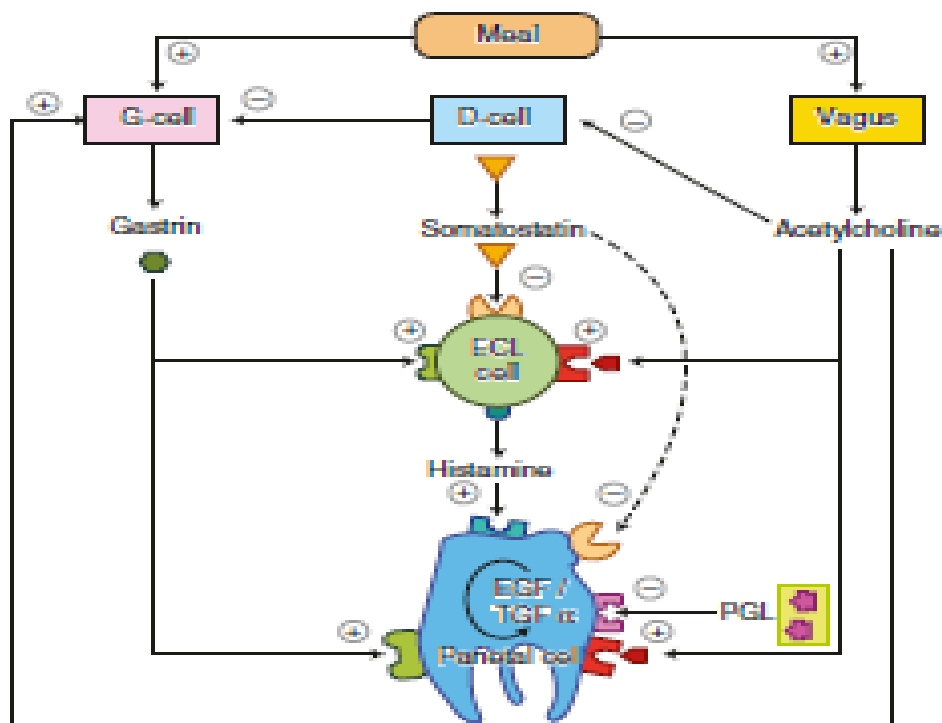 Meal
G-cell
D-cell
Vagus
Gastrin
Somatostatin
Acetylcholine
ECL
cell
Histamine
EGF /
TGF α
PGL
Parietal cell